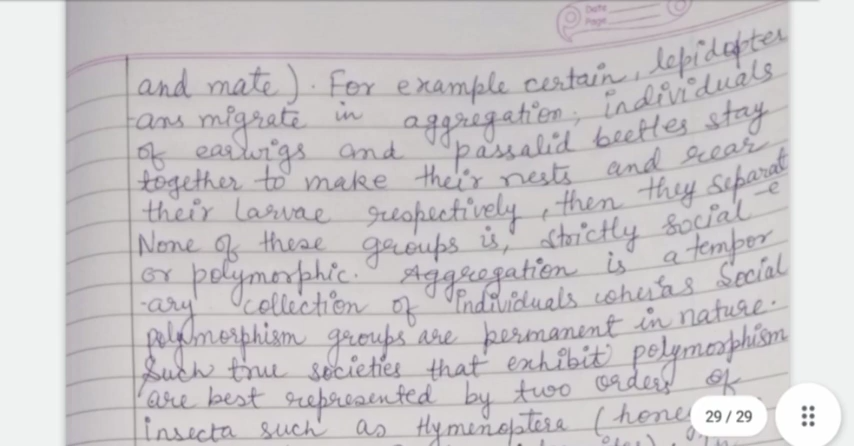 Date
Page
and mate). For example certain, lepidopter
ans migrate in aggregation; individuals
of earwigs and passalid beetles stay
together to make their nests and rear
their larvae respectively, then they separat
-e
None of these groups is, strictly social
or polymorphic. Aggregation is a tempor
-ary collection of individuals wheras Social
polymorphism groups are permanent in nature.
Such true societies that exhibit polymorphism
are best represented by two orders of
insecta such as Hymenoptera (hone
29 / 29